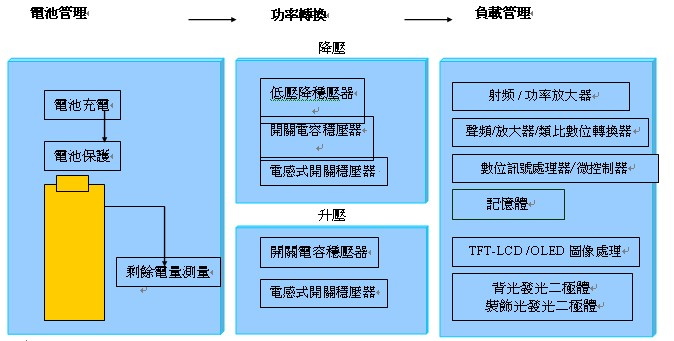 電池管理
功率轉換
負載管理
電池充電
電池保護
剩餘電量測量
降壓
低壓降穩壓器
開關電容穩壓器
電感式開關穩壓器
升壓
開關電容穩壓器
電感式開關穩壓器
射頻/功率放大器
聲頻/放大器/類比數位轉換器
數位訊號處理器/微控制器
記憶體
TFT-LCD /OLED 圖像處理
背光發光二極體
裝飾光發光二極體